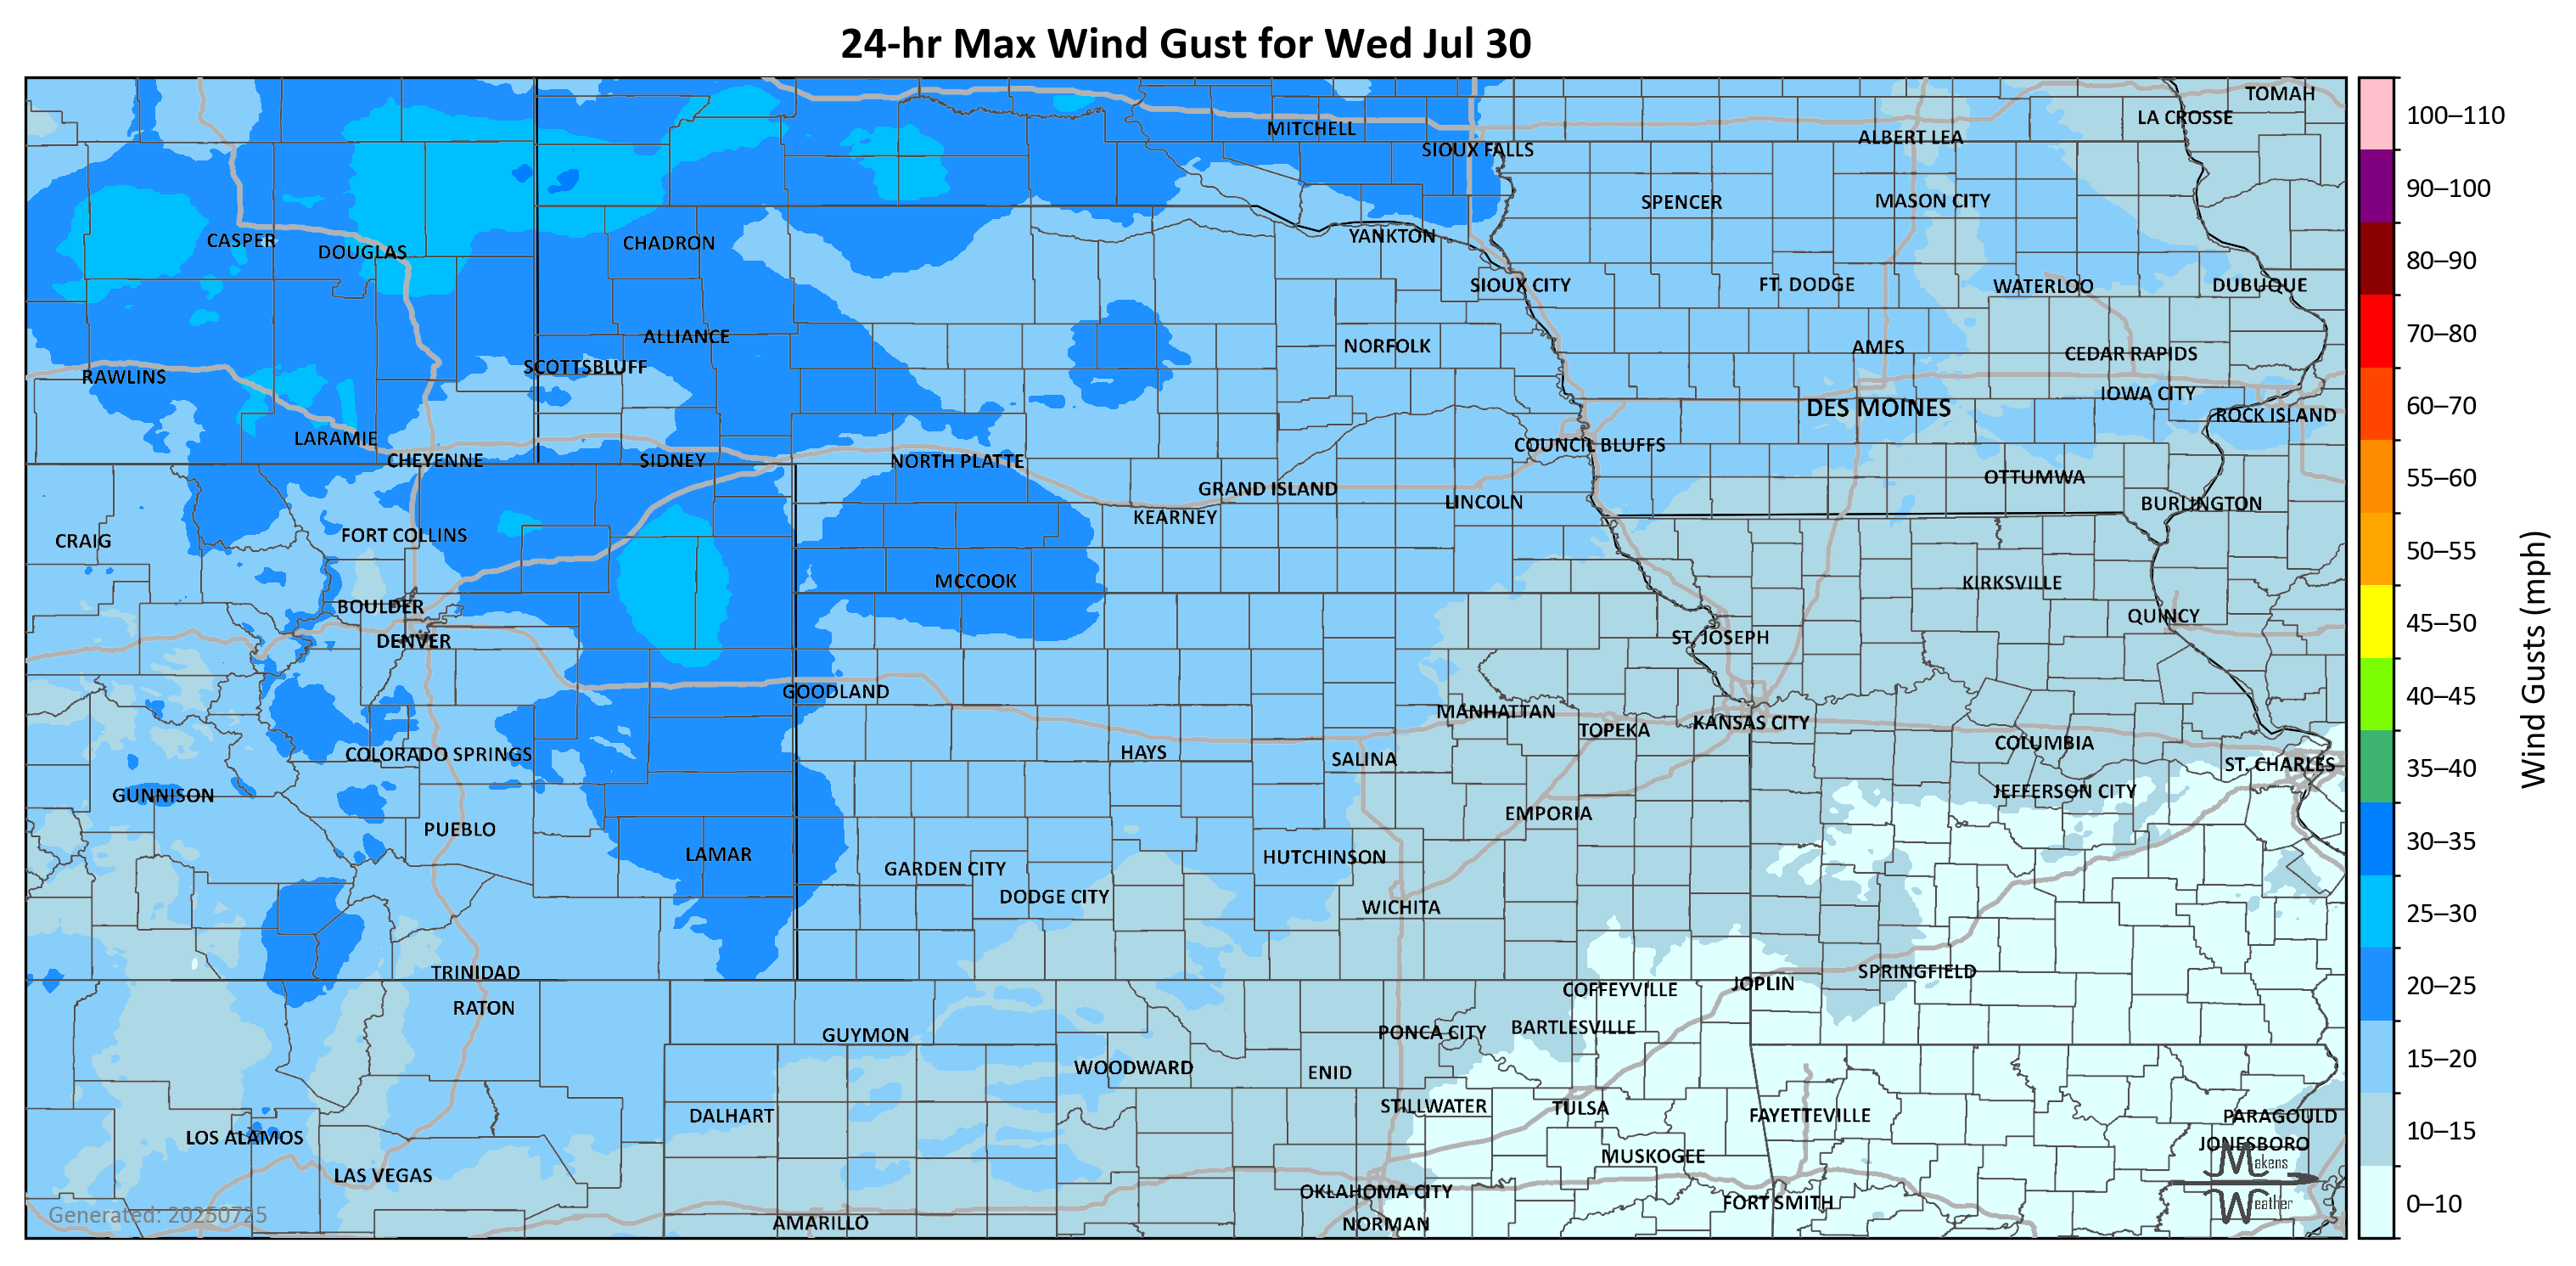 24-hr Max Wind Gust for Wed Jul 30
TOMAH
LA CROSSE
MITCHELL
ALBERT LEA
SIOUX FALLS
SPENCER
MASON CITY
CASPER
DOUGLAS
CHADRON
YANKTON
SIOUX CITY
FT. DODGE
WATERLOO
DUBUQUE
ALLIANCE
NORFOLK
AMES
CEDAR RAPIDS
SCOTTSBLUFF
RAWLINS
IOWA CITY
DES MOINES
ROCK ISLAND
LARAMIE
COUNCIL BLUFFS
CHEYENNE
SIDNEY
NORTH PLATTE
OTTUMWA
GRAND ISLAND
LINCOLN
BURLINGTON
KEARNEY
CRAIG
FORT COLLINS
MCCOOK
KIRKSVILLE
BOULDER
QUINCY
DENVER
ST. JOSEPH
GOODLAND
MANHATTAN
TOPEKA
KANSAS CITY
COLUMBIA
COLORADO SPRINGS
HAYS
SALINA
ST. CHARLES
GUNNISON
JEFFERSON CITY
EMPORIA
PUEBLO
LAMAR
HUTCHINSON
GARDEN CITY
DODGE CITY
WICHITA
TRINIDAD
SPRINGFIELD
JOPLIN
COFFEYVILLE
RATON
GUYMON
PONCA CITY
BARTLESVILLE
WOODWARD
ENID
DALHART
STILLWATER
TULSA
FAYETTEVILLE
PARAGOULD
LOS ALAMOS
JONESBORO
MUSKOGEE
LAS VEGAS
OKLAHOMA CITY
FORT SMITH
AMARILLO
NORMAN
Generated: 20250725
Makens
Weather
100–110
90–100
80–90
70–80
60–70
55–60
50–55
45–50
40–45
35–40
30–35
25–30
20–25
15–20
10–15
0–10
Wind Gusts (mph)